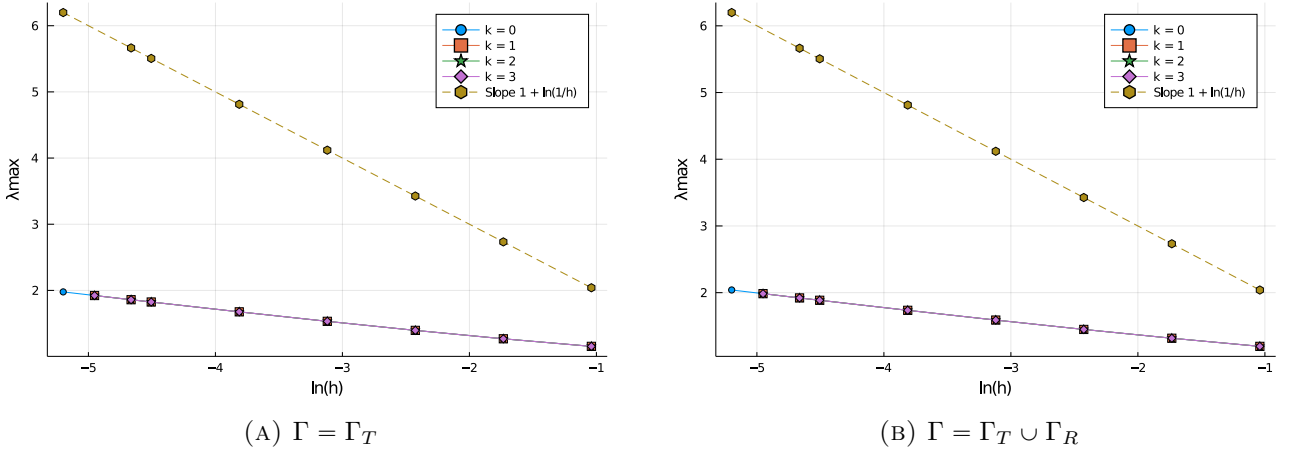 6
5
4
3
2
λmax
−5
−4
−3
−2
−1
ln(h)
k = 0
k = 1
k = 2
k = 3
Slope 1 + ln(1/h)
(A) Γ = Γ_T
6
5
4
3
2
λmax
−5
−4
−3
−2
−1
ln(h)
k = 0
k = 1
k = 2
k = 3
Slope 1 + ln(1/h)
(B) Γ = Γ_T ∪ Γ_R